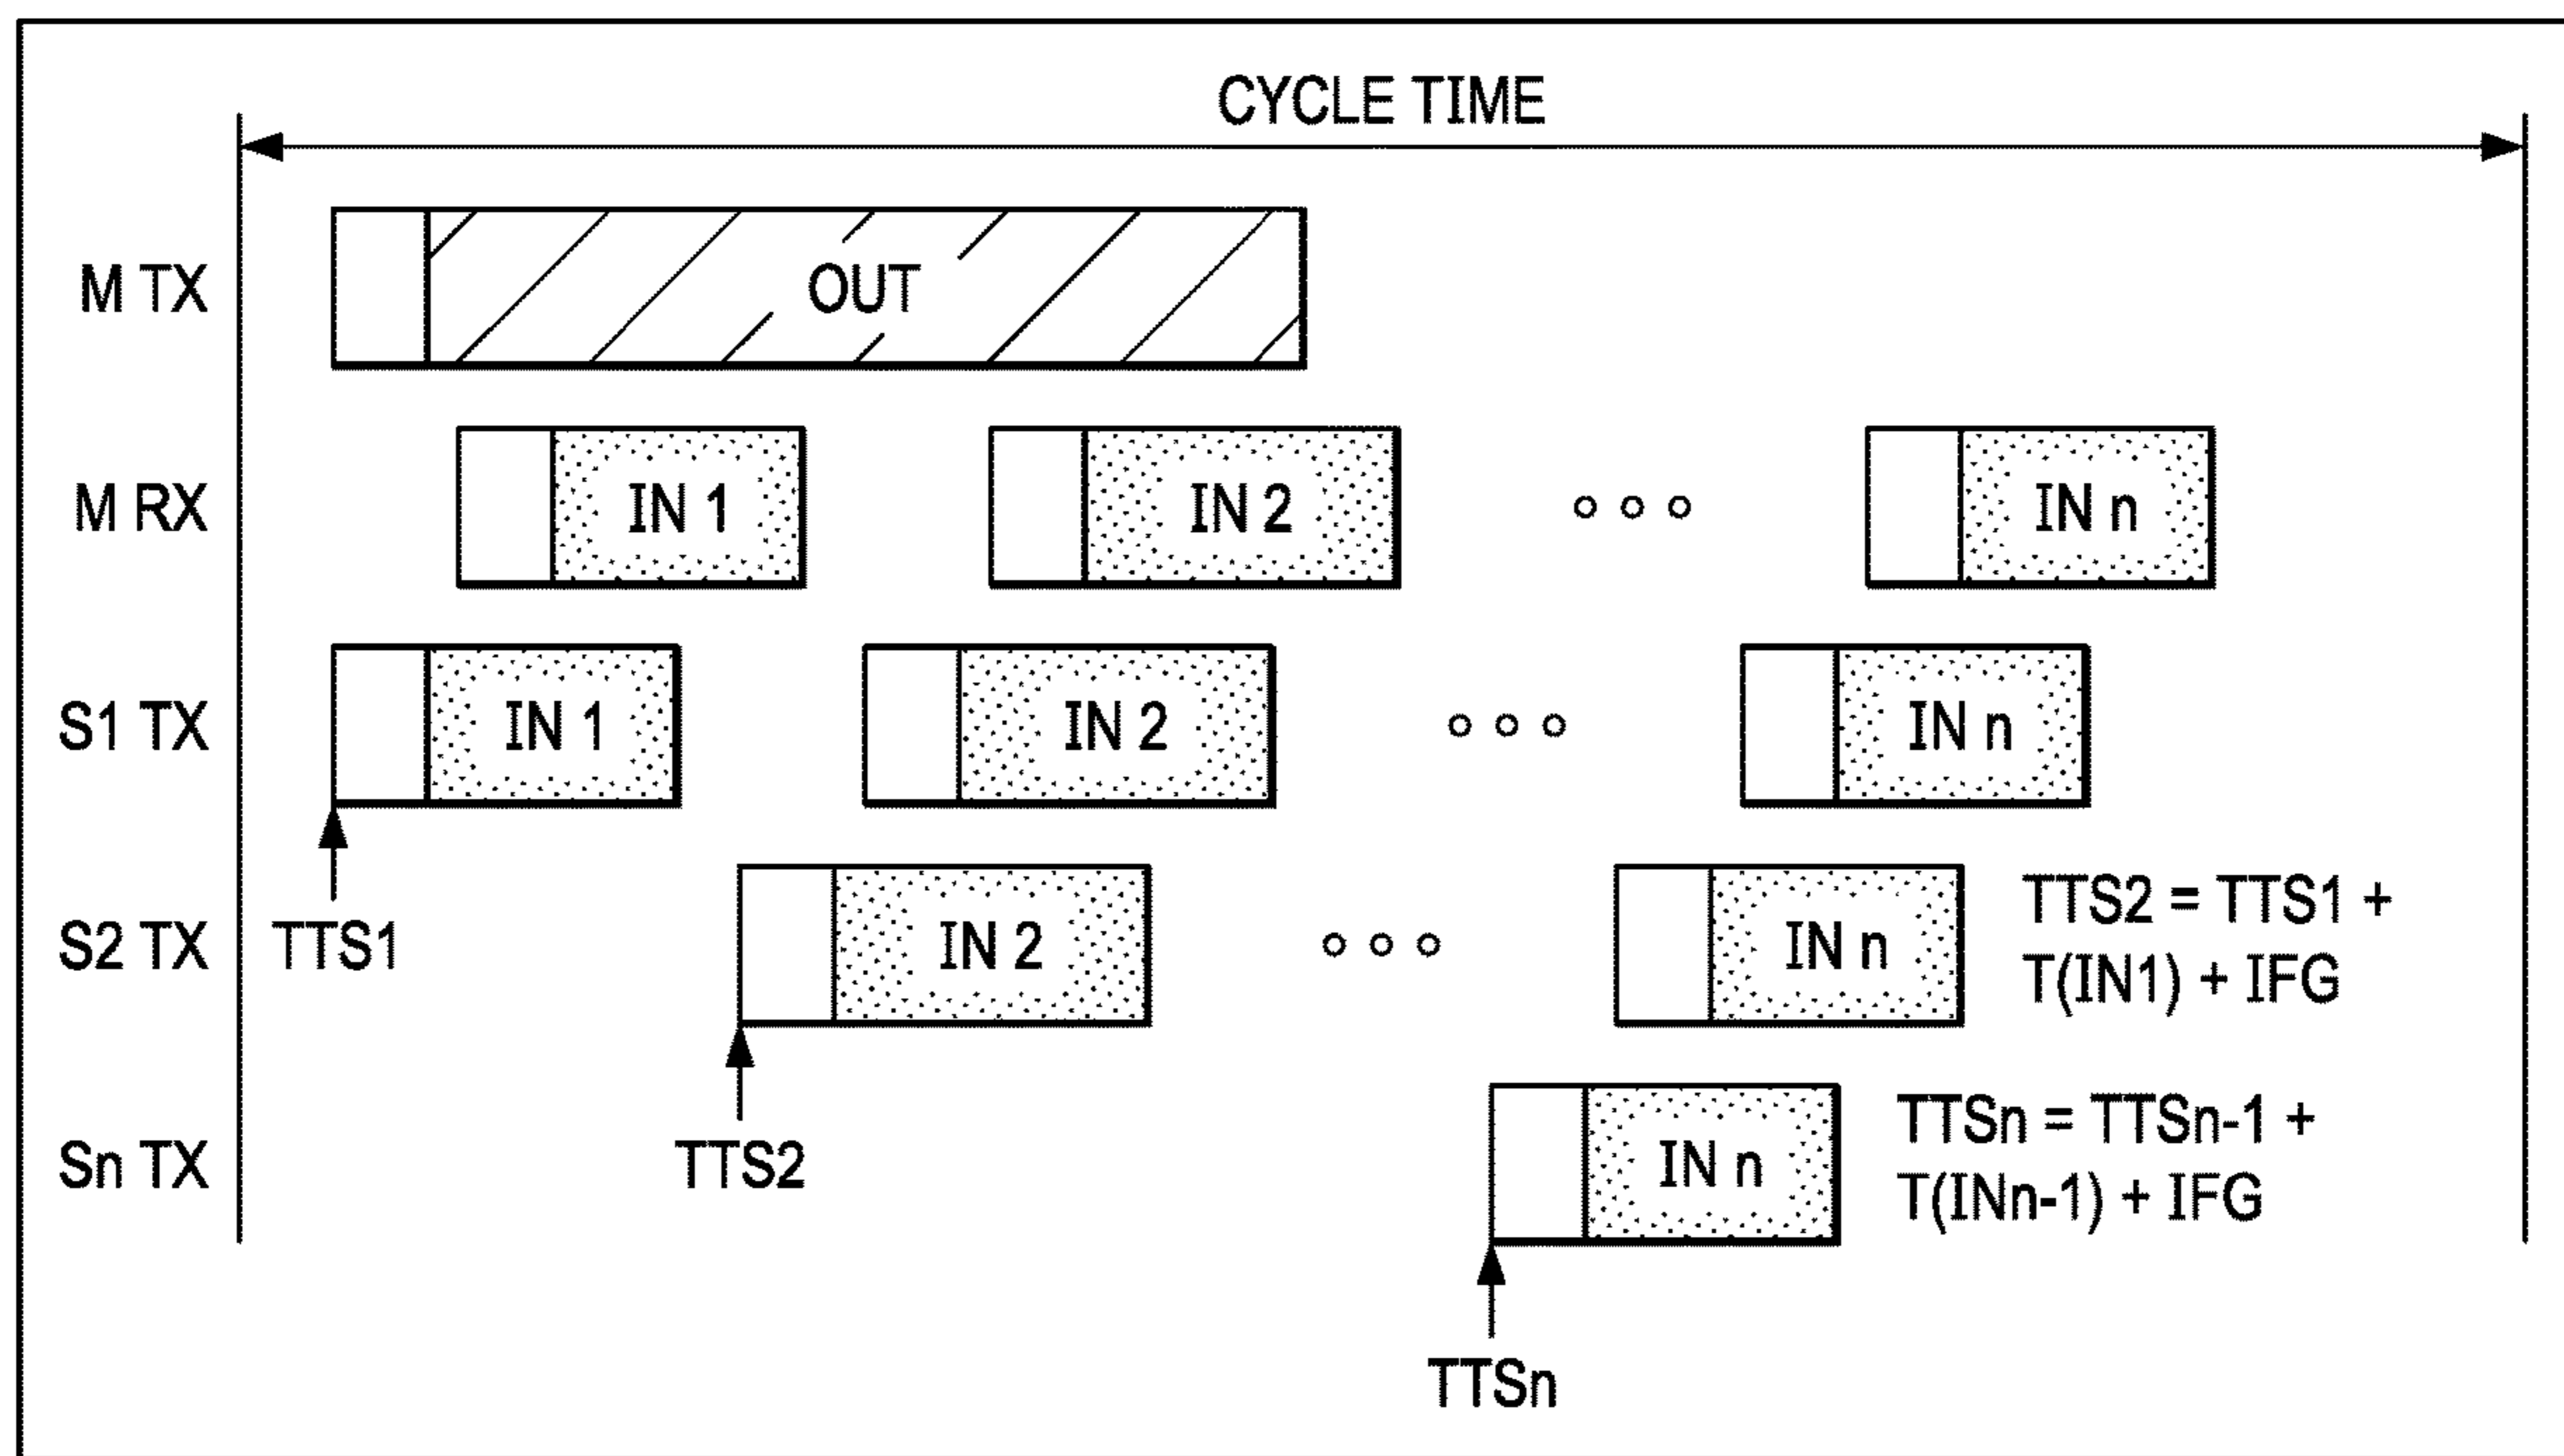 CYCLE TIME
M TX
OUT
M RX
IN 1
IN 2
IN n
S1 TX
IN 1
IN 2
IN n
TTS1
S2 TX
IN 2
IN n
TTS2 = TTS1 +
T(IN1) + IFG
TTS2
Sn TX
IN n
TTSn = TTSn-1 +
T(INn-1) + IFG
TTSn